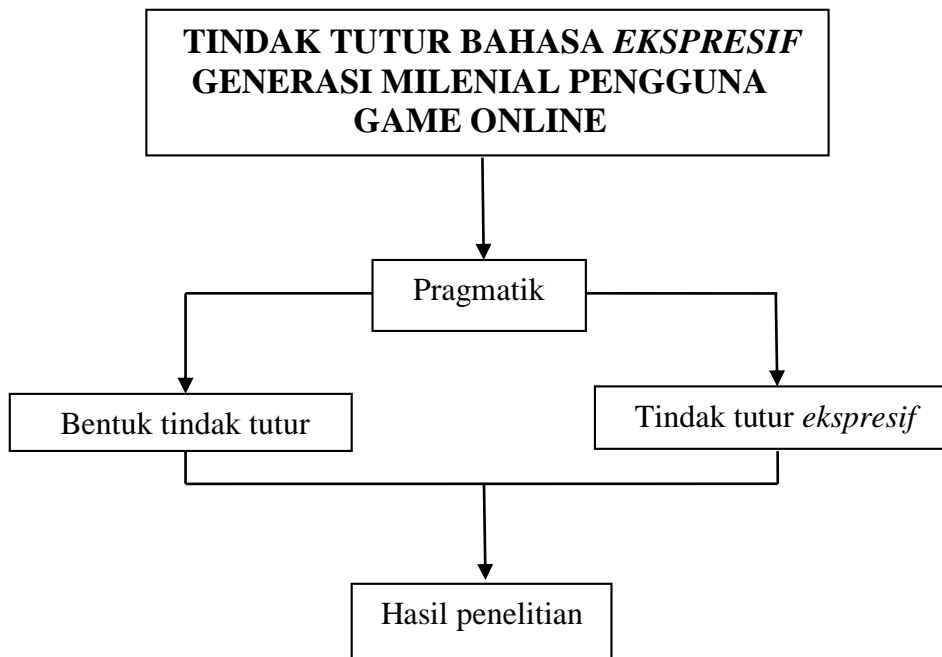 TINDAK TUTUR BAHASA EKSPRESIF
GENERASI MILENIAL PENGGUNA
GAME ONLINE
Pragmatik
Bentuk tindak tutur
Tindak tutur ekspresif
Hasil penelitian